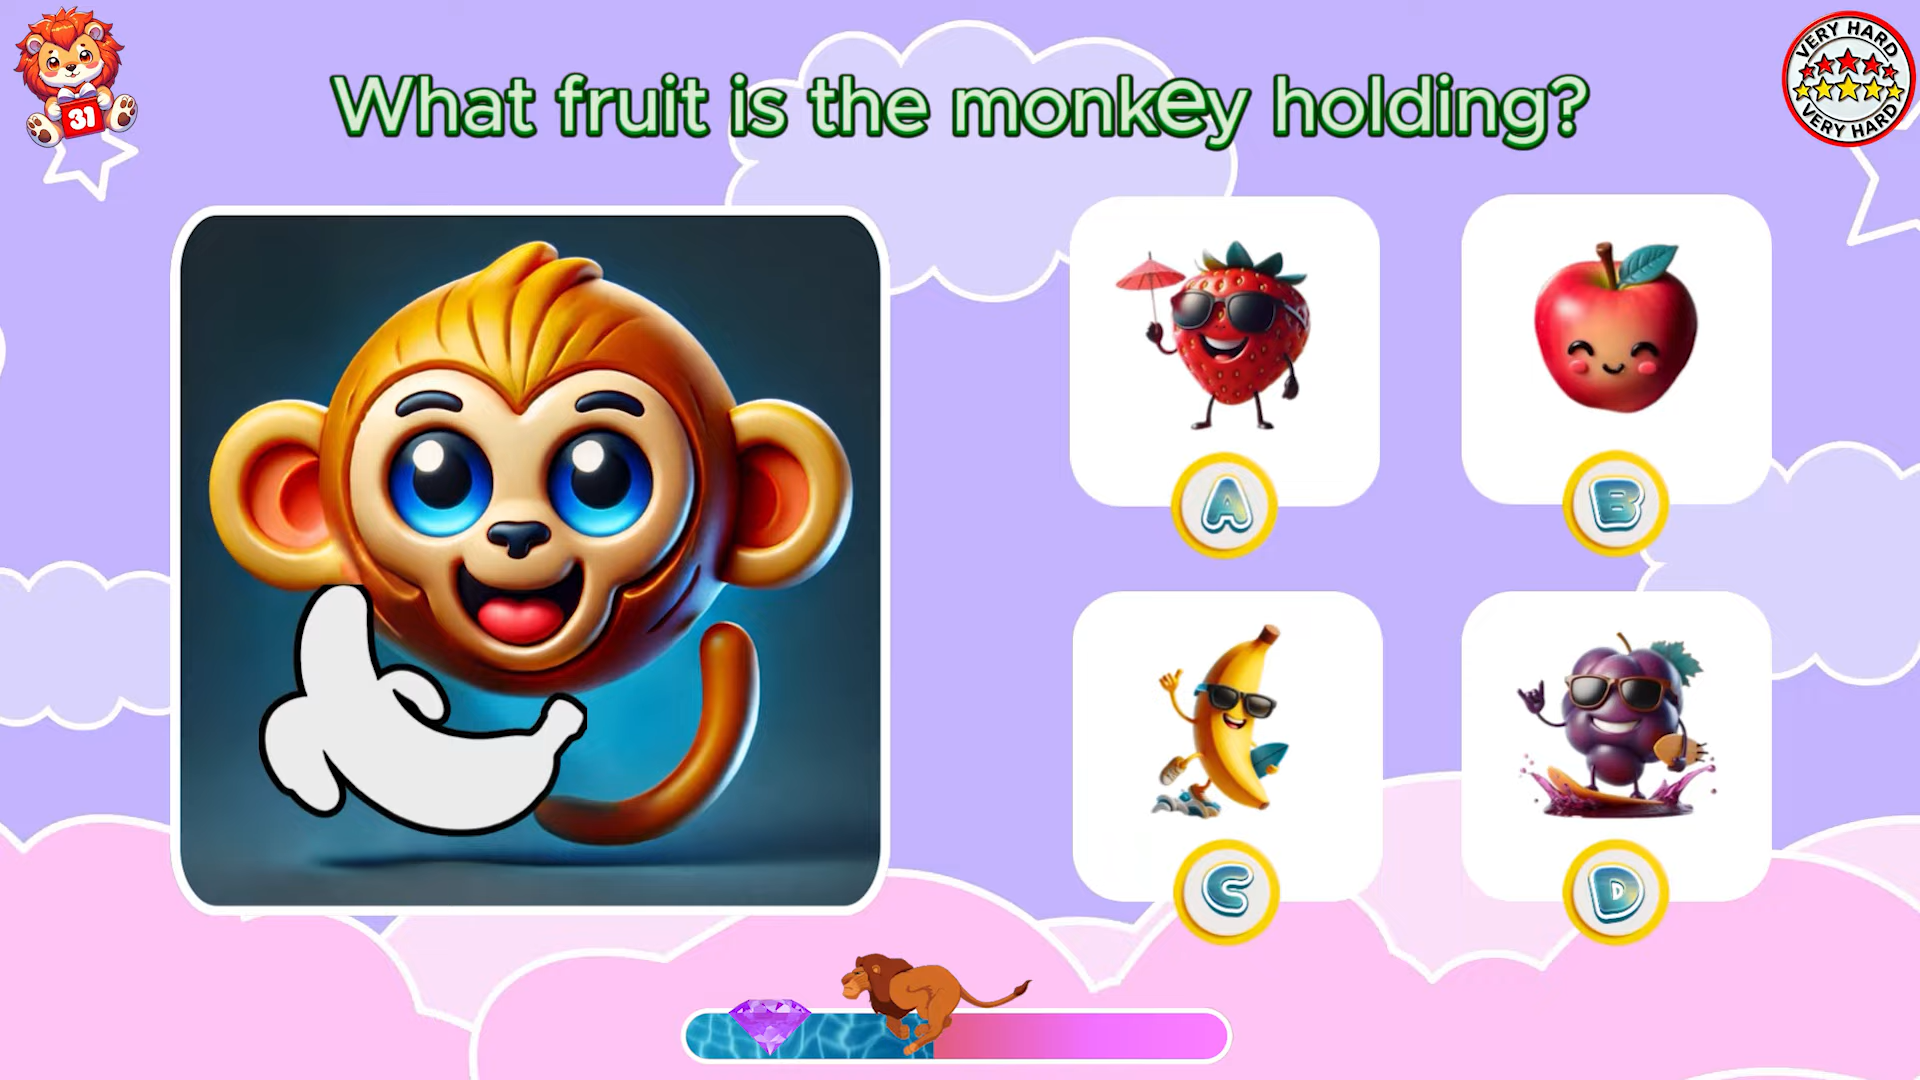 31
What fruit is the monkey holding?
VERY HARD
VERY HARD
A
B
C
D